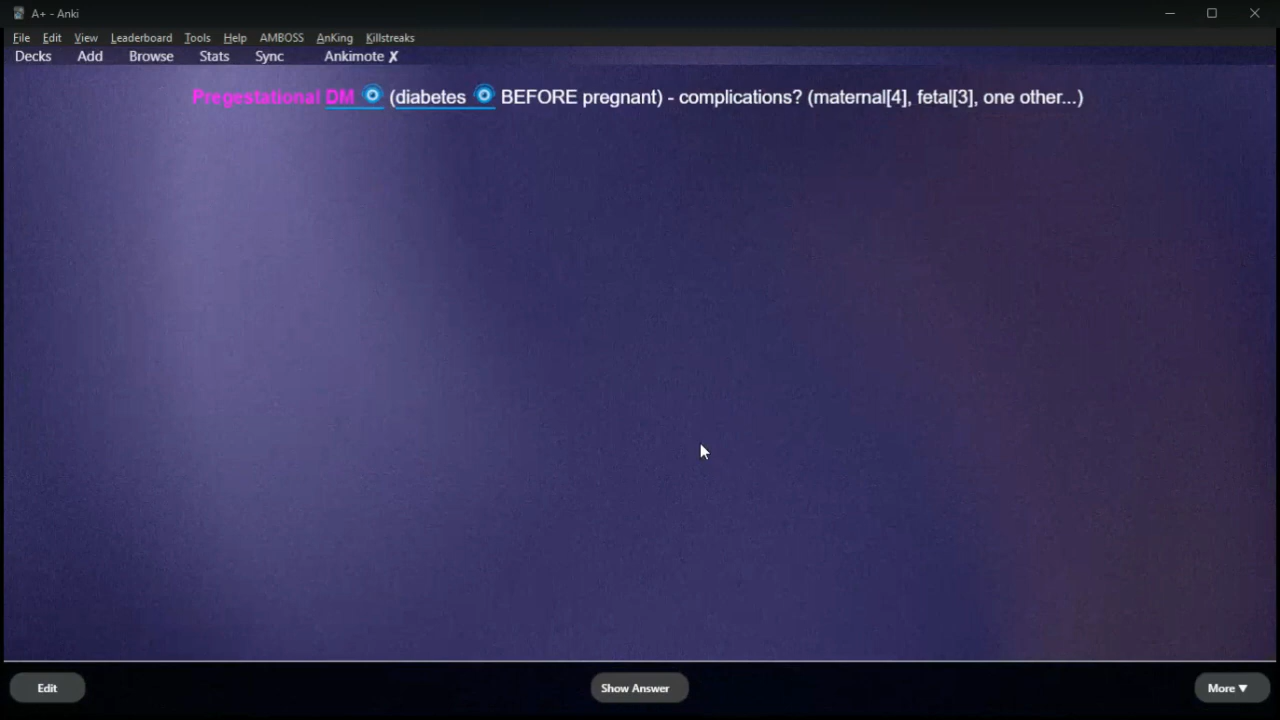 A+ - Anki
File Edit View Leaderboard Tools Help AMBOSS AnKing Killstreaks
Decks Add Browse Stats Sync Ankimote ✗
Pregestational DM (diabetes BEFORE pregnant) - complications? (maternal[4], fetal[3], one other...)
Edit Show Answer More ▼